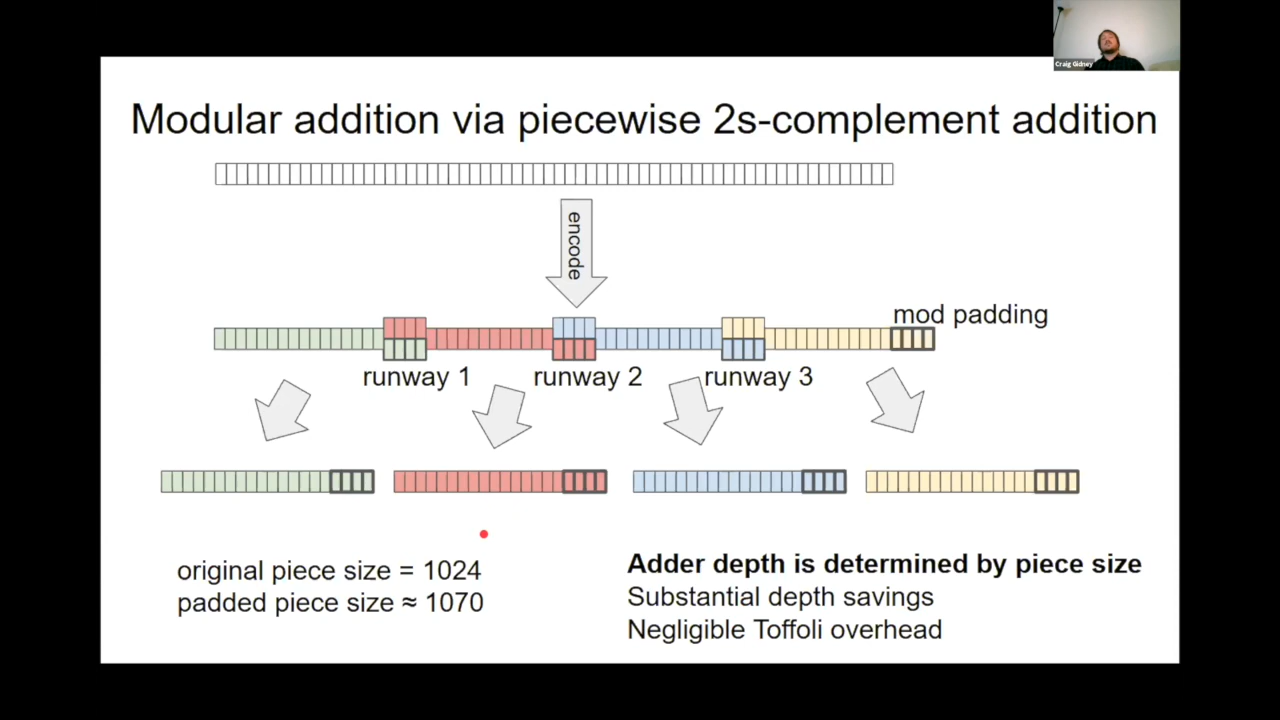 Craig Gidney
Modular addition via piecewise 2s-complement addition
encode
mod padding
runway 1
runway 2
runway 3
original piece size = 1024
padded piece size ≈ 1070
Adder depth is determined by piece size
Substantial depth savings
Negligible Toffoli overhead